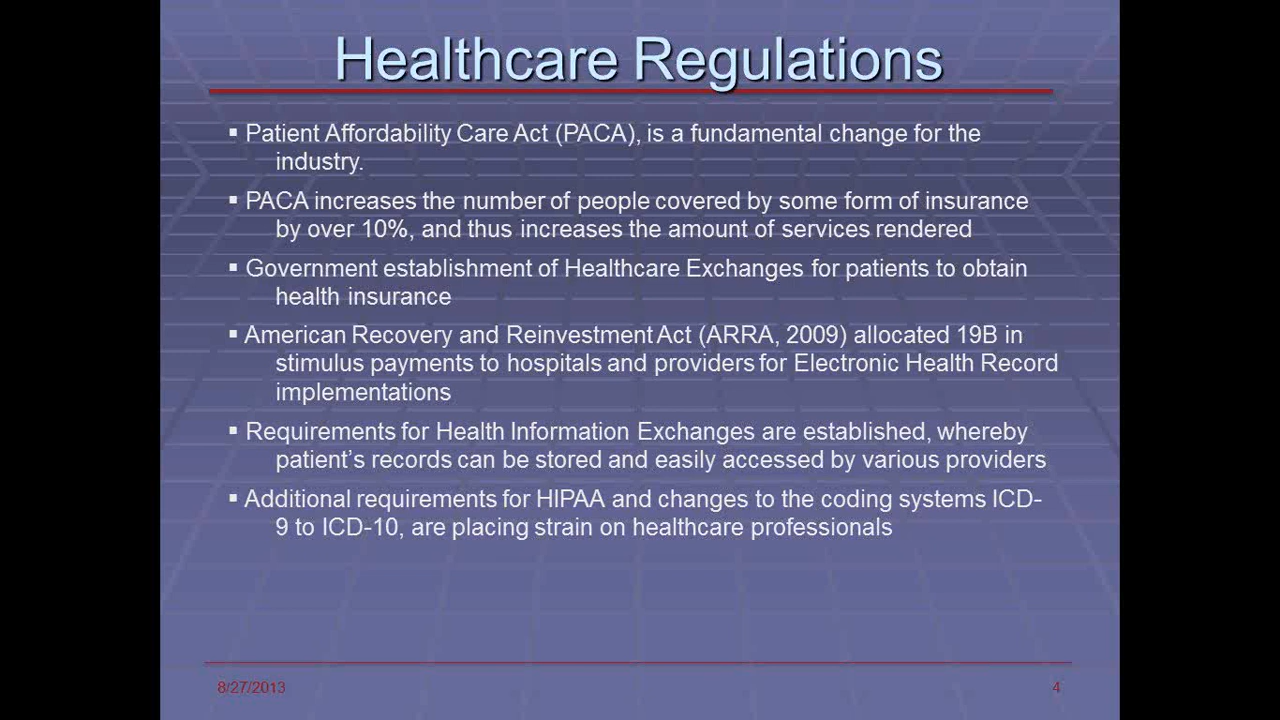 Healthcare Regulations
▪ Patient Affordability Care Act (PACA), is a fundamental change for the
industry.
▪ PACA increases the number of people covered by some form of insurance
by over 10%, and thus increases the amount of services rendered
▪ Government establishment of Healthcare Exchanges for patients to obtain
health insurance
▪ American Recovery and Reinvestment Act (ARRA, 2009) allocated 19B in
stimulus payments to hospitals and providers for Electronic Health Record
implementations
▪ Requirements for Health Information Exchanges are established, whereby
patient’s records can be stored and easily accessed by various providers
▪ Additional requirements for HIPAA and changes to the coding systems ICD-
9 to ICD-10, are placing strain on healthcare professionals
8/27/2013 4